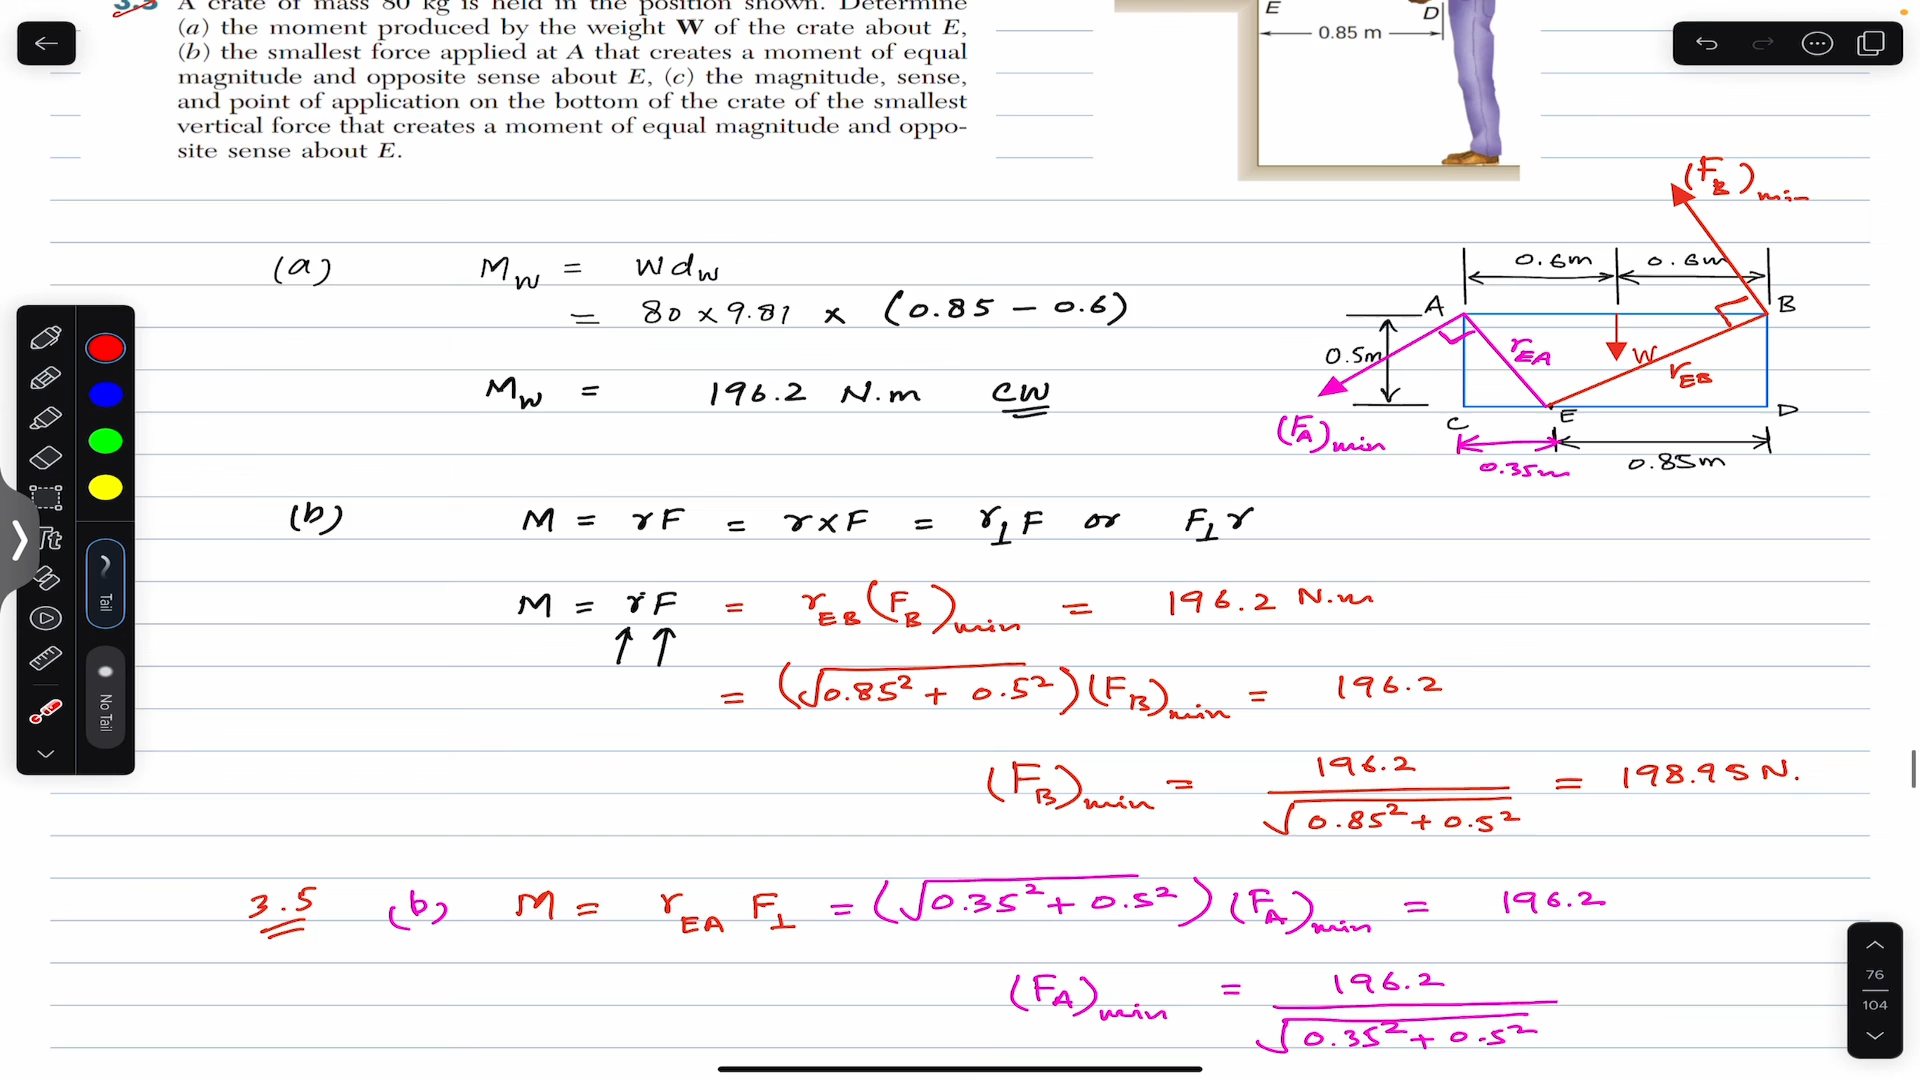 3.5 A crate of mass 80 kg is held in the position shown. Determine
(a) the moment produced by the weight W of the crate about E,
(b) the smallest force applied at A that creates a moment of equal
magnitude and opposite sense about E, (c) the magnitude, sense,
and point of application on the bottom of the crate of the smallest
vertical force that creates a moment of equal magnitude and oppo-
site sense about E.
E
D
0.85 m
(F_B)min
0.6m 0.6m
A B
0.5m
r_EA
W
r_EB
C E D
(F_A)min
0.35m
0.85m
(a) M_W = W d_W
= 80 × 9.81 × (0.85 − 0.6)
M_W = 196.2 N.m CW
(b) M = rF = r×F = r⊥F or F⊥r
M = rF = r_EB (F_B)min = 196.2 N.m
= (√0.85² + 0.5²)(F_B)min = 196.2
(F_B)min = 196.2 / √0.85² + 0.5² = 198.95 N.
3.5 (b) M = r_EA F⊥ = (√0.35² + 0.5²)(F_A)min = 196.2
(F_A)min = 196.2 / √0.35² + 0.5²
Tt
Tail
No Tail
76
104